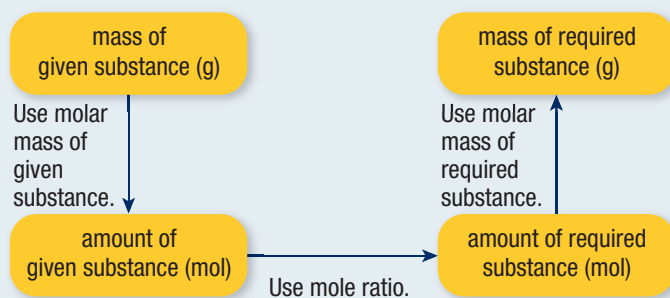 mass of
given substance (g)
mass of required
substance (g)
Use molar
mass of
given
substance.
Use molar
mass of
required
substance.
amount of
given substance (mol)
amount of required
substance (mol)
Use mole ratio.